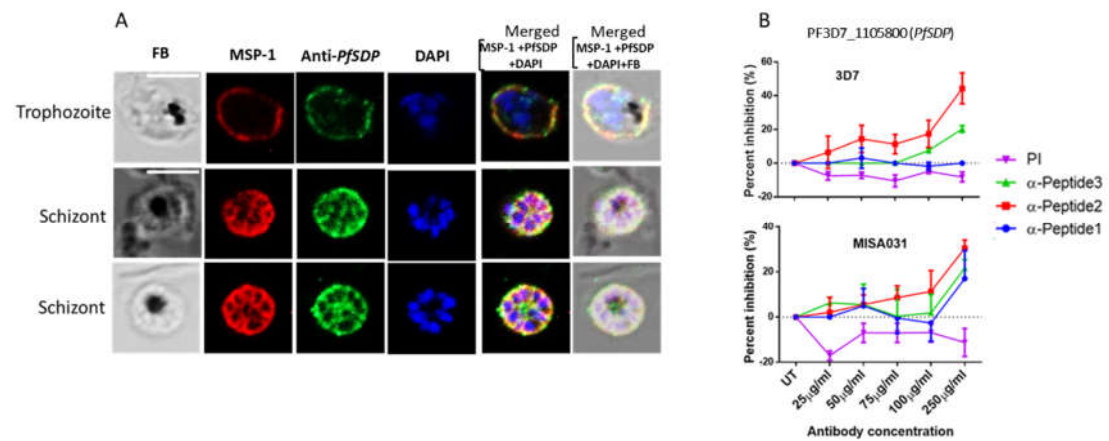 A
FB
MSP-1
Anti-PfSDP
DAPI
Merged
MSP-1 +PfSDP
+DAPI
Merged
MSP-1 +PfSDP
+DAPI+FB
Trophozoite
Schizont
Schizont
B
PF3D7_1105800 (PfSDP)
3D7
Percent inhibition (%)
60
40
20
0
-20
MISA031
Percent inhibition (%)
40
20
0
-20
UT
25µg/ml
50µg/ml
75µg/ml
100µg/ml
250µg/ml
Antibody concentration
PI
α-Peptide3
α-Peptide2
α-Peptide1